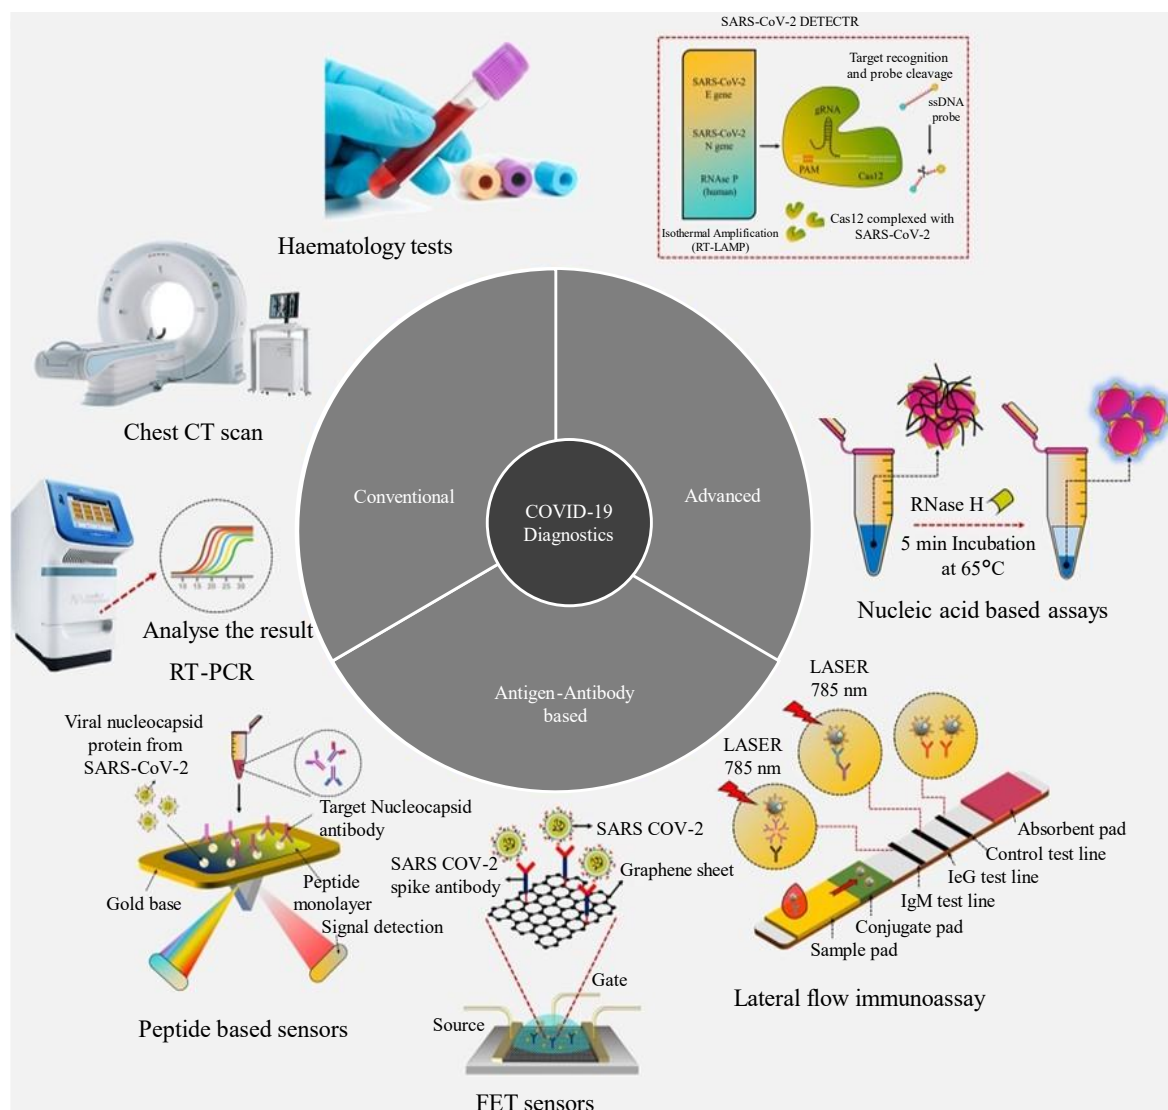 SARS-CoV-2 DETECTR
SARS-CoV-2
E gene
SARS-CoV-2
N gene
RNAse P
(human)
Isothermal Amplification
(RT-LAMP)
gRNA
PAM
Cas12
Target recognition
and probe cleavage
ssDNA
probe
Cas12 complexed with
SARS-CoV-2
Haematology tests
Chest CT scan
10 15 20 25 30
Analyse the result
RT-PCR
Conventional
COVID-19
Diagnostics
Advanced
Antigen-Antibody
based
RNase H
5 min Incubation
at 65°C
Nucleic acid based assays
LASER
785 nm
LASER
785 nm
Absorbent pad
Control test line
IeG test line
IgM test line
Conjugate pad
Sample pad
Lateral flow immunoassay
Viral nucleocapsid
protein from
SARS-CoV-2
Target Nucleocapsid
antibody
Peptide
monolayer
Gold base
Signal detection
Peptide based sensors
SARS COV-2
SARS COV-2
spike antibody
Graphene sheet
Gate
Source
FET sensors